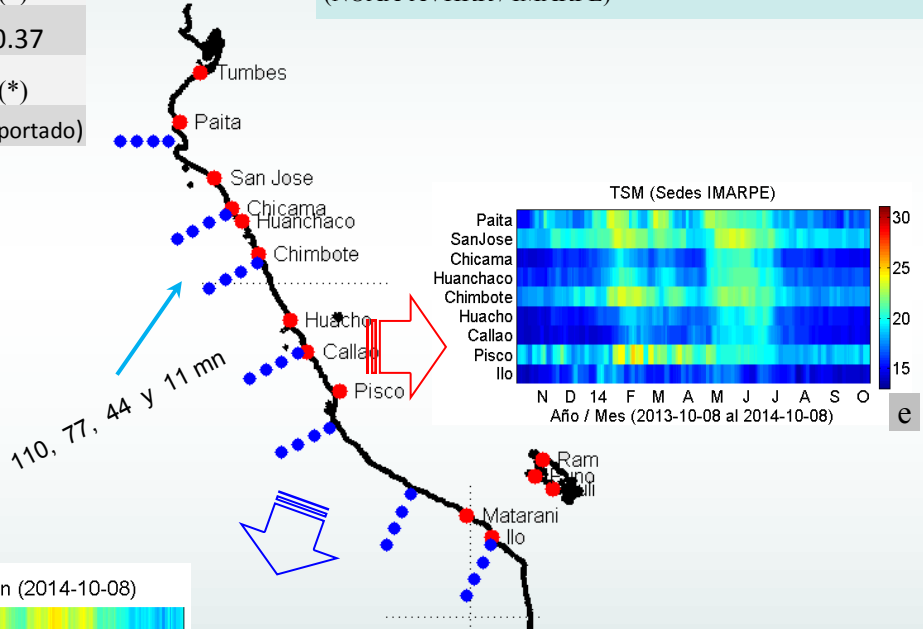 0.37
(*)
portado)
Tumbes
Paita
San Jose
Chicama
Huanchaco
Chimbote
Huacho
Callao
Pisco
110, 77, 44 y 11 mn
Ram
Matarani
Ilo
TSM (Sedes IMARPE)
Paita
SanJose
Chicama
Huanchaco
Chimbote
Huacho
Callao
Pisco
Ilo
30
25
20
15
N D 14 F M A M J J A S O
Año / Mes (2013-10-08 al 2014-10-08)
e
n (2014-10-08)